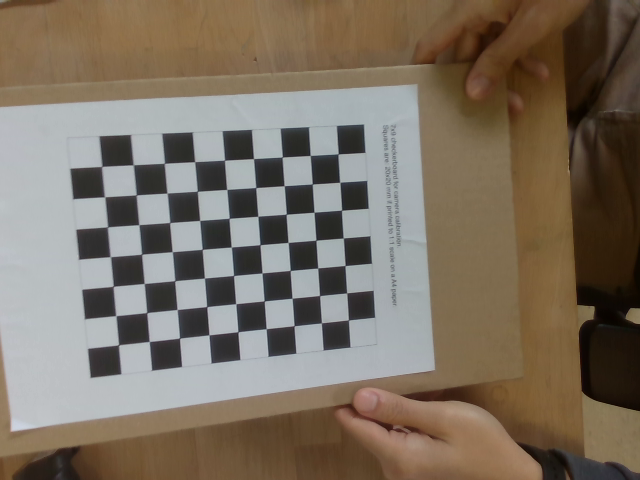 7x9 checkerboard for camera calibration.
Squares are 20x20 mm if printed to 1:1 scale on a A4 paper